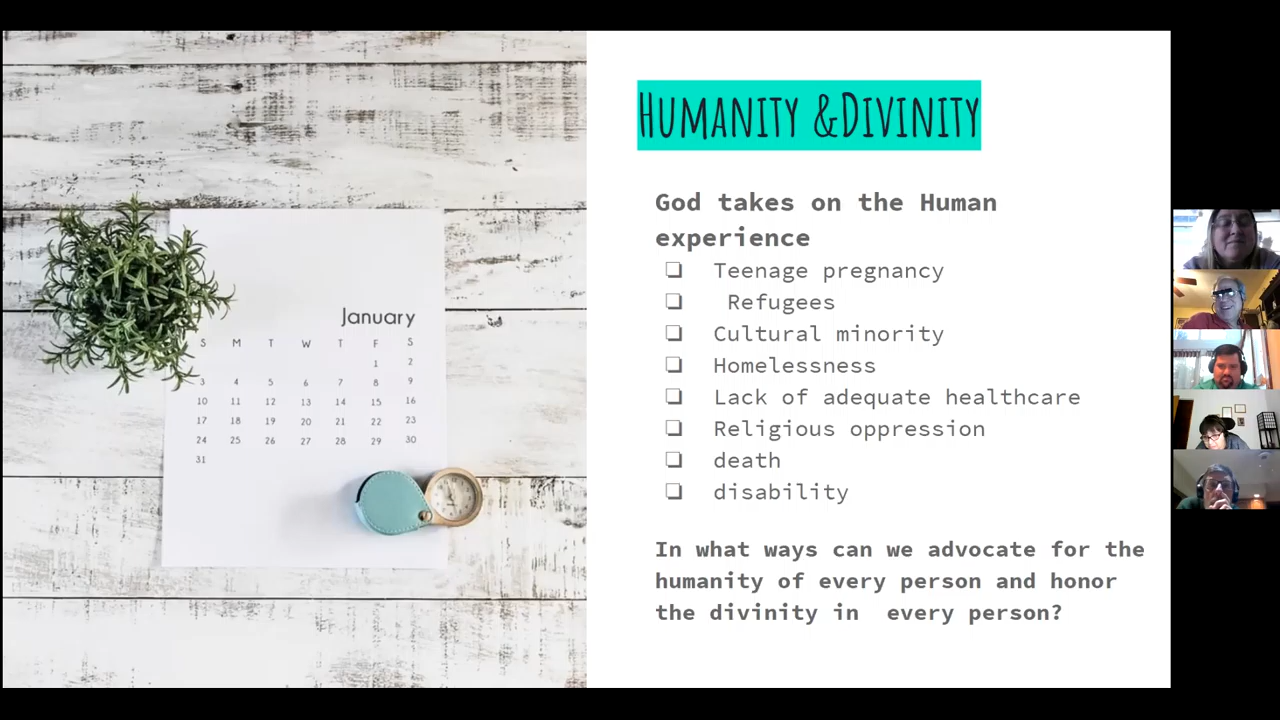 HUMANITY &DIVINITY
God takes on the Human
experience
Teenage pregnancy
Refugees
Cultural minority
Homelessness
Lack of adequate healthcare
Religious oppression
death
disability
In what ways can we advocate for the
humanity of every person and honor
the divinity in every person?
January
S M T W T F S
1 2
3 4 5 6 7 8 9
10 11 12 13 14 15 16
17 18 19 20 21 22 23
24 25 26 27 28 29 30
31